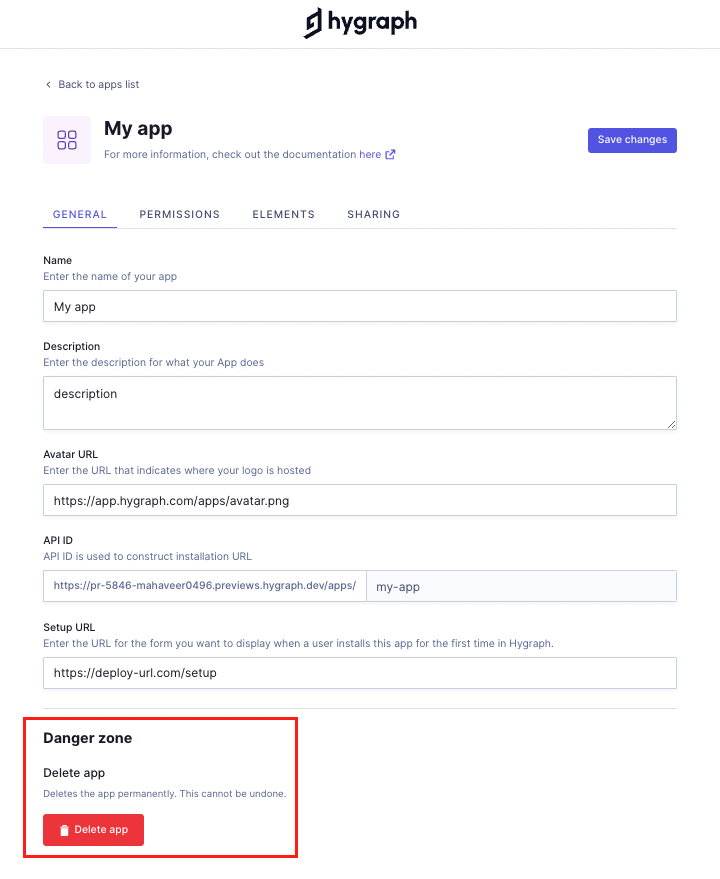 hygraph
Back to apps list
My app
For more information, check out the documentation here
Save changes
GENERAL PERMISSIONS ELEMENTS SHARING
Name
Enter the name of your app
My app
Description
Enter the description for what your App does
description
Avatar URL
Enter the URL that indicates where your logo is hosted
https://app.hygraph.com/apps/avatar.png
API ID
API ID is used to construct installation URL
https://pr-5846-mahaveer0496.previews.hygraph.dev/apps/ my-app
Setup URL
Enter the URL for the form you want to display when a user installs this app for the first time in Hygraph.
https://deploy-url.com/setup
Danger zone
Delete app
Deletes the app permanently. This cannot be undone.
Delete app